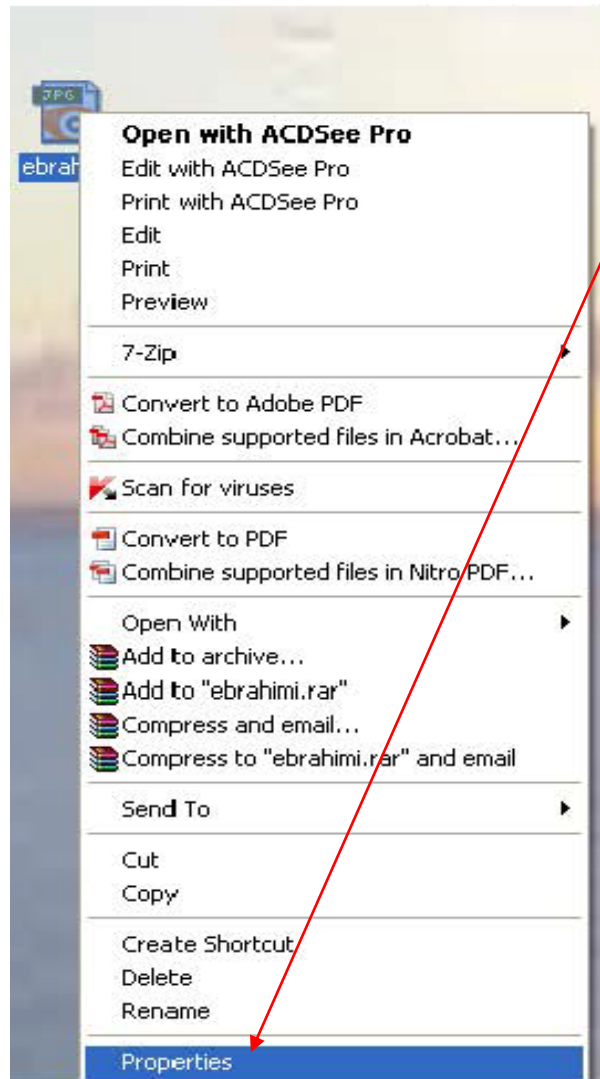 JPG
ebrah
Open with ACDSee Pro
Edit with ACDSee Pro
Print with ACDSee Pro
Edit
Print
Preview
7-Zip
Convert to Adobe PDF
Combine supported files in Acrobat...
Scan for viruses
Convert to PDF
Combine supported files in Nitro PDF...
Open With
Add to archive...
Add to "ebrahimi.rar"
Compress and email...
Compress to "ebrahimi.rar" and email
Send To
Cut
Copy
Create Shortcut
Delete
Rename
Properties